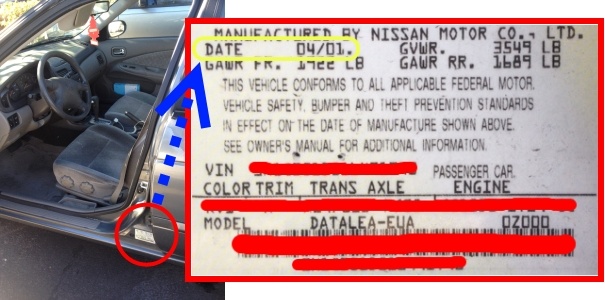 MANUFACTURED BY NISSAN MOTOR CO., LTD.
DATE 04/01. GVWR. 3549 LB
GAWR FR. 1922 LB GAWR RR. 1689 LB
THIS VEHICLE CONFORMS TO ALL APPLICABLE FEDERAL MOTOR
VEHICLE SAFETY, BUMPER AND THEFT PREVENTION STANDARDS
IN EFFECT ON THE DATE OF MANUFACTURE SHOWN ABOVE.
SEE OWNER'S MANUAL FOR ADDITIONAL INFORMATION.
VIN PASSENGER CAR
COLOR TRIM TRANS AXLE ENGINE
MODEL DATALEA-EUA 0Z000